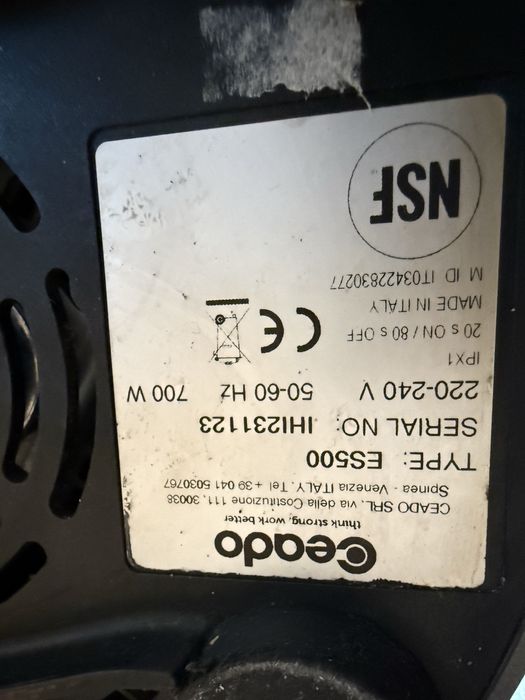 Ceado
think strong, work better
CEADO SRL, via della Costituzione 111, 30038
Spinea - Venezia ITALY. Tel + 39 041 5030767
TYPE: ES500
SERIAL NO: IHI231123
220-240 V 50-60 Hz 700 W
IPX1
20 s ON / 80 s OFF
MADE IN ITALY
M ID IT03422830277
CE
NSF